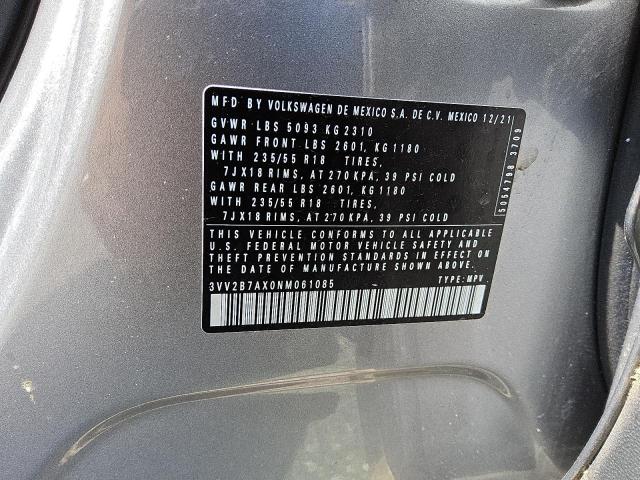 MFD BY VOLKSWAGEN DE MEXICO S.A. DE C.V. MEXICO 12/21
GVWR LBS 5093 KG 2310
GAWR FRONT LBS 2601, KG 1180
WITH 235/55 R18 TIRES,
7JX18 RIMS, AT 270 KPA, 39 PSI COLD
GAWR REAR LBS 2601, KG 1180
WITH 235/55 R18 TIRES,
7JX18 RIMS, AT 270 KPA, 39 PSI COLD
THIS VEHICLE CONFORMS TO ALL APPLICABLE
U.S. FEDERAL MOTOR VEHICLE SAFETY AND
THEFT PREVENTION STANDARDS IN EFFECT ON
THE DATE OF MANUFACTURE SHOWN ABOVE.
3VV2B7AX0NM061085 TYPE: MPV
5054798 3709